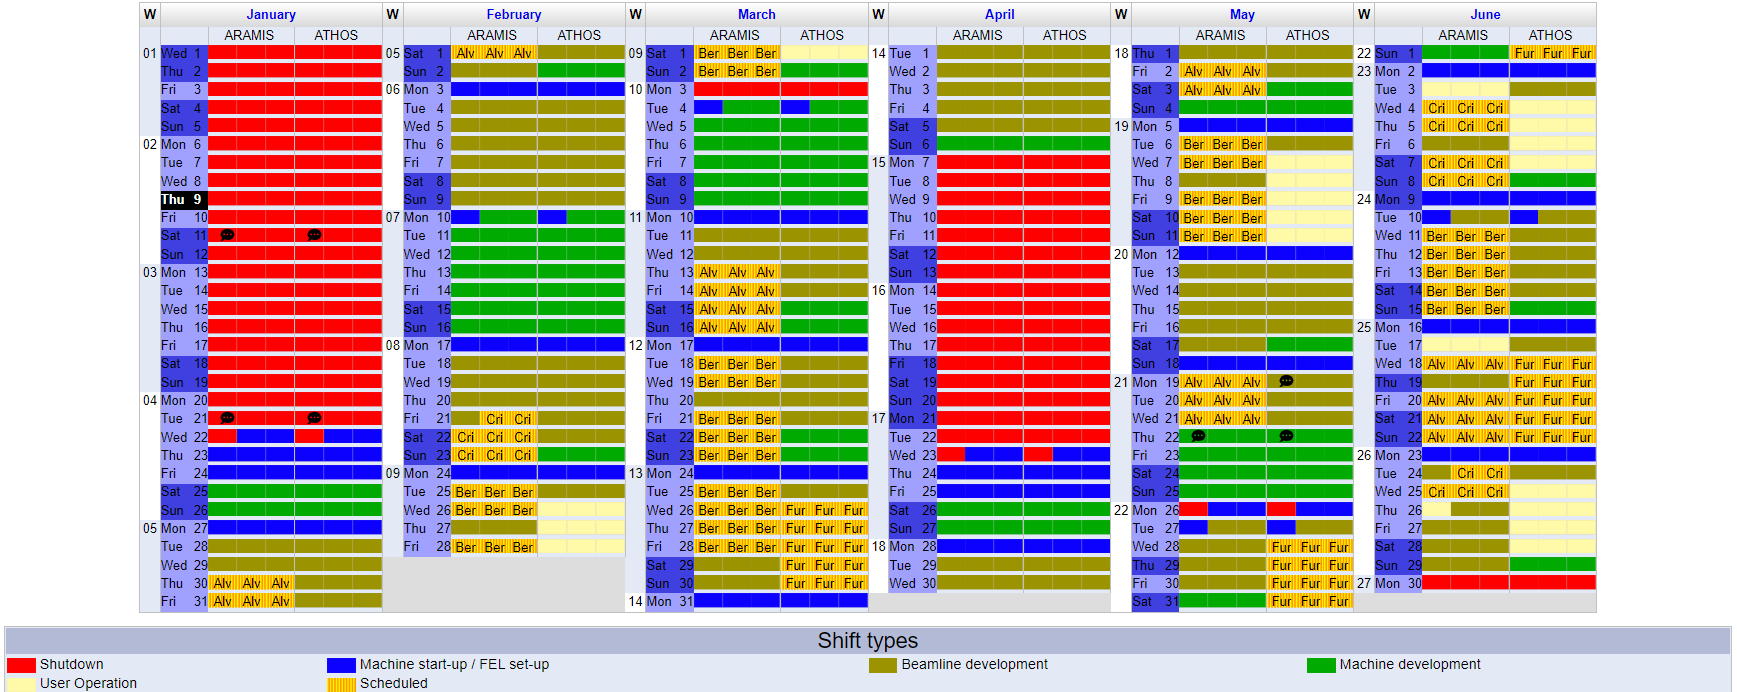 W January W February W March W April W May W June
ARAMIS ATHOS ARAMIS ATHOS ARAMIS ATHOS ARAMIS ATHOS ARAMIS ATHOS ARAMIS ATHOS
01 Wed 1 05 Sat 1 Alv Alv Alv 09 Sat 1 Ber Ber Ber 14 Tue 1 18 Thu 1 22 Sun 1 Fur Fur Fur
Thu 2 Sun 2 Sun 2 Ber Ber Ber Wed 2 Fri 2 Alv Alv Alv 23 Mon 2
Fri 3 06 Mon 3 10 Mon 3 Thu 3 Sat 3 Alv Alv Alv Tue 3
Sat 4 Tue 4 Tue 4 Fri 4 Sun 4 Wed 4 Cri Cri Cri
Sun 5 Wed 5 Wed 5 Sat 5 19 Mon 5 Thu 5 Cri Cri Cri
02 Mon 6 Thu 6 Thu 6 Sun 6 Tue 6 Ber Ber Ber Fri 6
Tue 7 Fri 7 Fri 7 15 Mon 7 Wed 7 Ber Ber Ber Sat 7 Cri Cri Cri
Wed 8 Sat 8 Sat 8 Tue 8 Thu 8 Sun 8 Cri Cri Cri
Thu 9 Sun 9 Sun 9 Wed 9 Fri 9 Ber Ber Ber 24 Mon 9
Fri 10 07 Mon 10 11 Mon 10 Thu 10 Sat 10 Ber Ber Ber Tue 10
Sat 11 Tue 11 Tue 11 Fri 11 Sun 11 Ber Ber Ber Wed 11 Ber Ber Ber
Sun 12 Wed 12 Wed 12 Sat 12 20 Mon 12 Thu 12 Ber Ber Ber
03 Mon 13 Thu 13 Thu 13 Alv Alv Alv Sun 13 Tue 13 Fri 13 Ber Ber Ber
Tue 14 Fri 14 Fri 14 Alv Alv Alv 16 Mon 14 Wed 14 Sat 14 Ber Ber Ber
Wed 15 Sat 15 Sat 15 Alv Alv Alv Tue 15 Thu 15 Sun 15 Ber Ber Ber
Thu 16 Sun 16 Sun 16 Alv Alv Alv Wed 16 Fri 16 25 Mon 16
Fri 17 08 Mon 17 12 Mon 17 Thu 17 Sat 17 Tue 17
Sat 18 Tue 18 Tue 18 Ber Ber Ber Fri 18 Sun 18 Wed 18 Alv Alv Alv Fur Fur Fur
Sun 19 Wed 19 Wed 19 Ber Ber Ber Sat 19 21 Mon 19 Alv Alv Alv Thu 19 Fur Fur Fur
04 Mon 20 Thu 20 Thu 20 Sun 20 Tue 20 Alv Alv Alv Fri 20 Alv Alv Alv Fur Fur Fur
Tue 21 Fri 21 Cri Cri Fri 21 Ber Ber Ber 17 Mon 21 Wed 21 Alv Alv Alv Sat 21 Alv Alv Alv Fur Fur Fur
Wed 22 Sat 22 Cri Cri Cri Sat 22 Ber Ber Ber Tue 22 Thu 22 Sun 22 Alv Alv Alv Fur Fur Fur
Thu 23 Sun 23 Cri Cri Cri Sun 23 Ber Ber Ber Wed 23 Fri 23 26 Mon 23
Fri 24 09 Mon 24 13 Mon 24 Thu 24 Sat 24 Tue 24 Cri Cri
Sat 25 Tue 25 Ber Ber Ber Tue 25 Ber Ber Ber Fri 25 Sun 25 Wed 25 Cri Cri Cri
Sun 26 Wed 26 Ber Ber Ber Wed 26 Ber Ber Ber Fur Fur Fur Sat 26 22 Mon 26 Thu 26
05 Mon 27 Thu 27 Thu 27 Ber Ber Ber Fur Fur Fur Sun 27 Tue 27 Fri 27
Tue 28 Fri 28 Ber Ber Ber Fri 28 Ber Ber Ber Fur Fur Fur 18 Mon 28 Wed 28 Fur Fur Fur Sat 28
Wed 29 Sat 29 Fur Fur Fur Tue 29 Thu 29 Fur Fur Fur Sun 29
Thu 30 Alv Alv Alv Sun 30 Fur Fur Fur Wed 30 Fri 30 Fur Fur Fur 27 Mon 30
Fri 31 Alv Alv Alv 14 Mon 31 Sat 31 Fur Fur Fur
Shift types
Shutdown Machine start-up / FEL set-up Beamline development Machine development
User Operation Scheduled